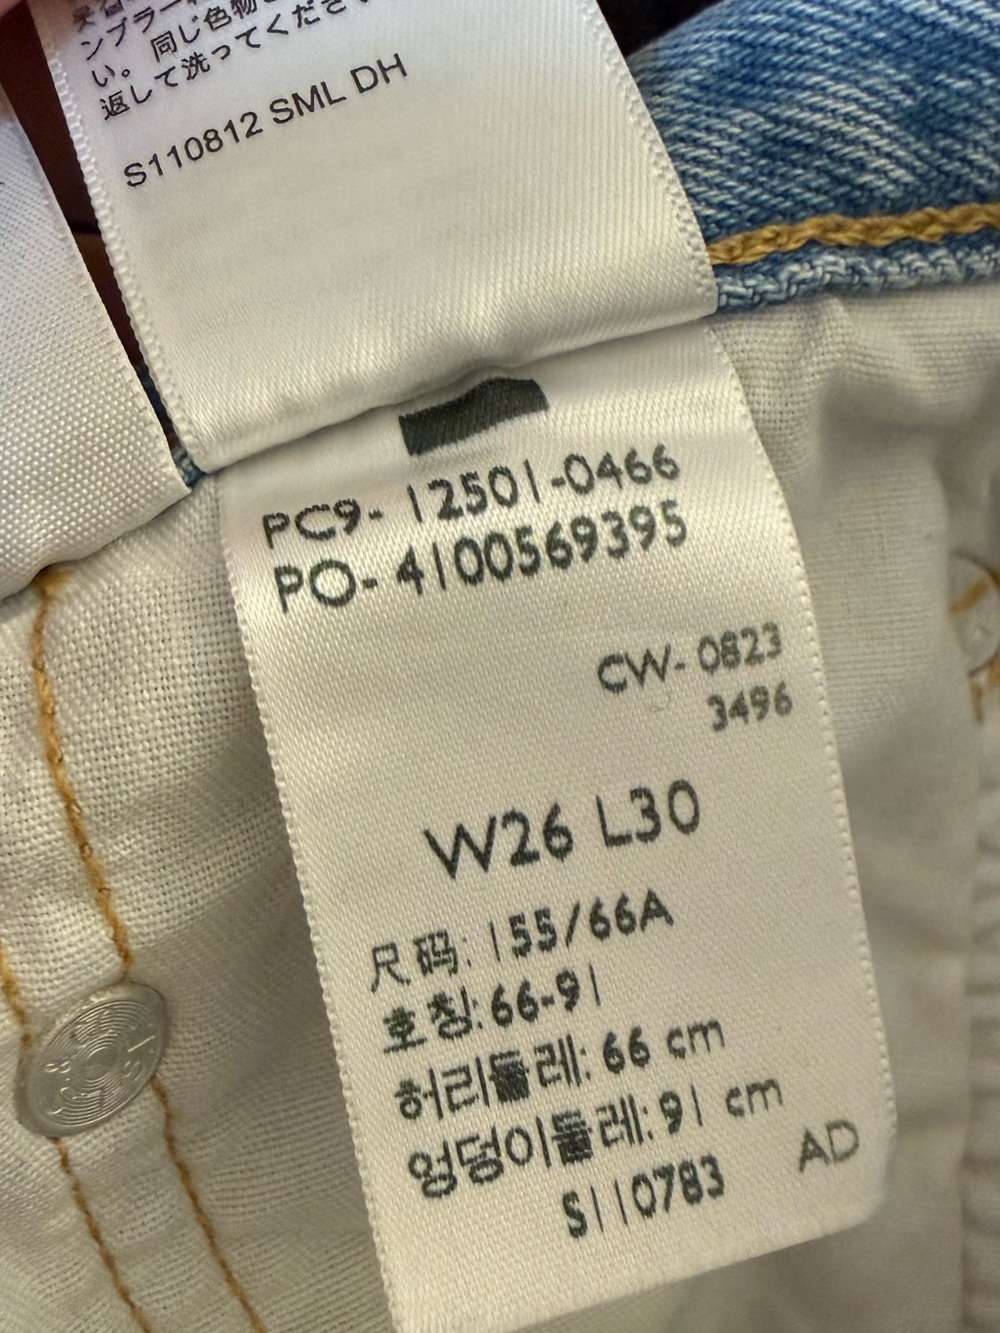 ンブラー
い。同じ色物と
返して洗ってくださ
S110812 SML DH
PC9- 12501-0466
PO- 4100569395
CW- 0823
3496
W26 L30
尺码: 155/66A
호칭: 66-91
허리둘레: 66 cm
엉덩이둘레: 91 cm
AD
S110783